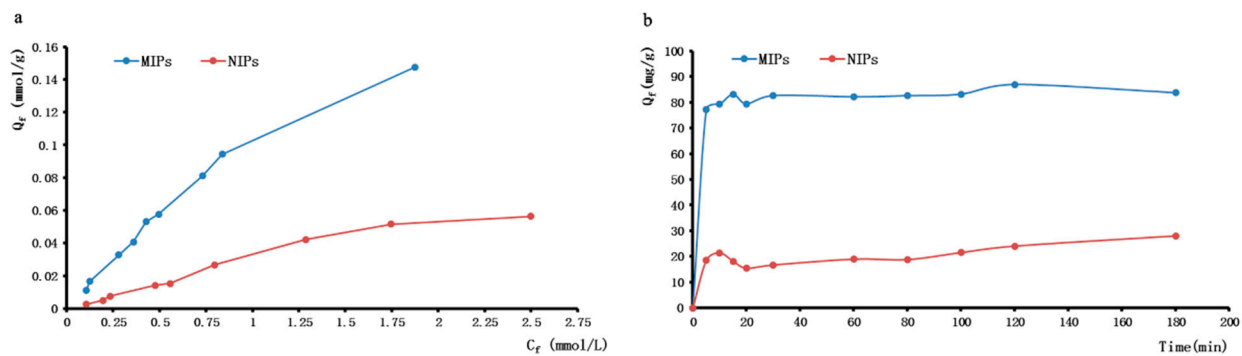 a
Qf (mmol/g)
MIPs NIPs
0.16
0.14
0.12
0.1
0.08
0.06
0.04
0.02
0
0 0.25 0.5 0.75 1 1.25 1.5 1.75 2 2.25 2.5 2.75
Cf (mmol/L)
b
Qf (mg/g)
MIPs NIPs
100
90
80
70
60
50
40
30
20
10
0
0 20 40 60 80 100 120 140 160 180 200
Time(min)